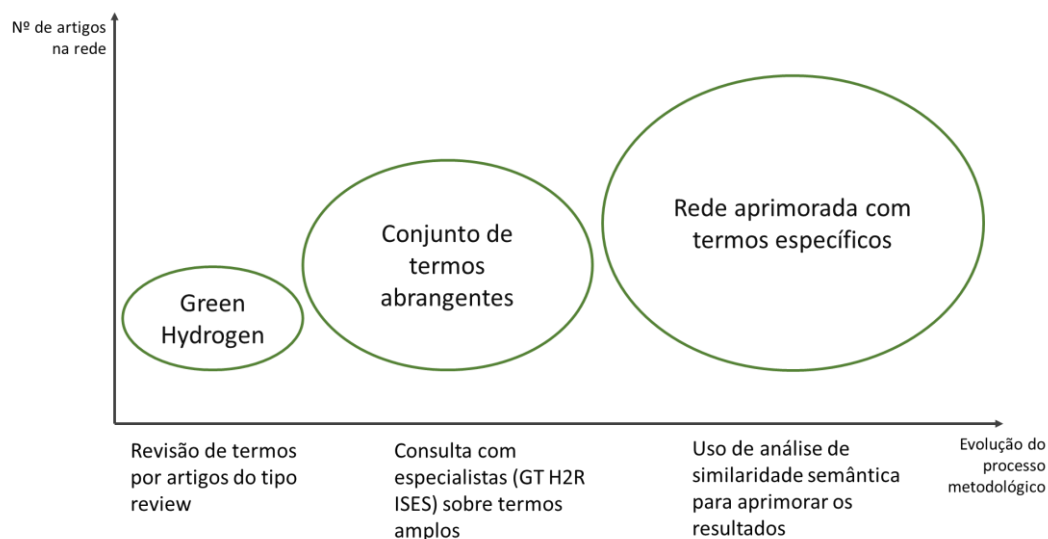 Nº de artigos
na rede
Green
Hydrogen
Conjunto de
termos
abrangentes
Rede aprimorada com
termos específicos
Revisão de termos
por artigos do tipo
review
Consulta com
especialistas (GT H2R
ISES) sobre termos
amplos
Uso de análise de
similaridade semântica
para aprimorar os
resultados
Evolução do
processo
metodológico